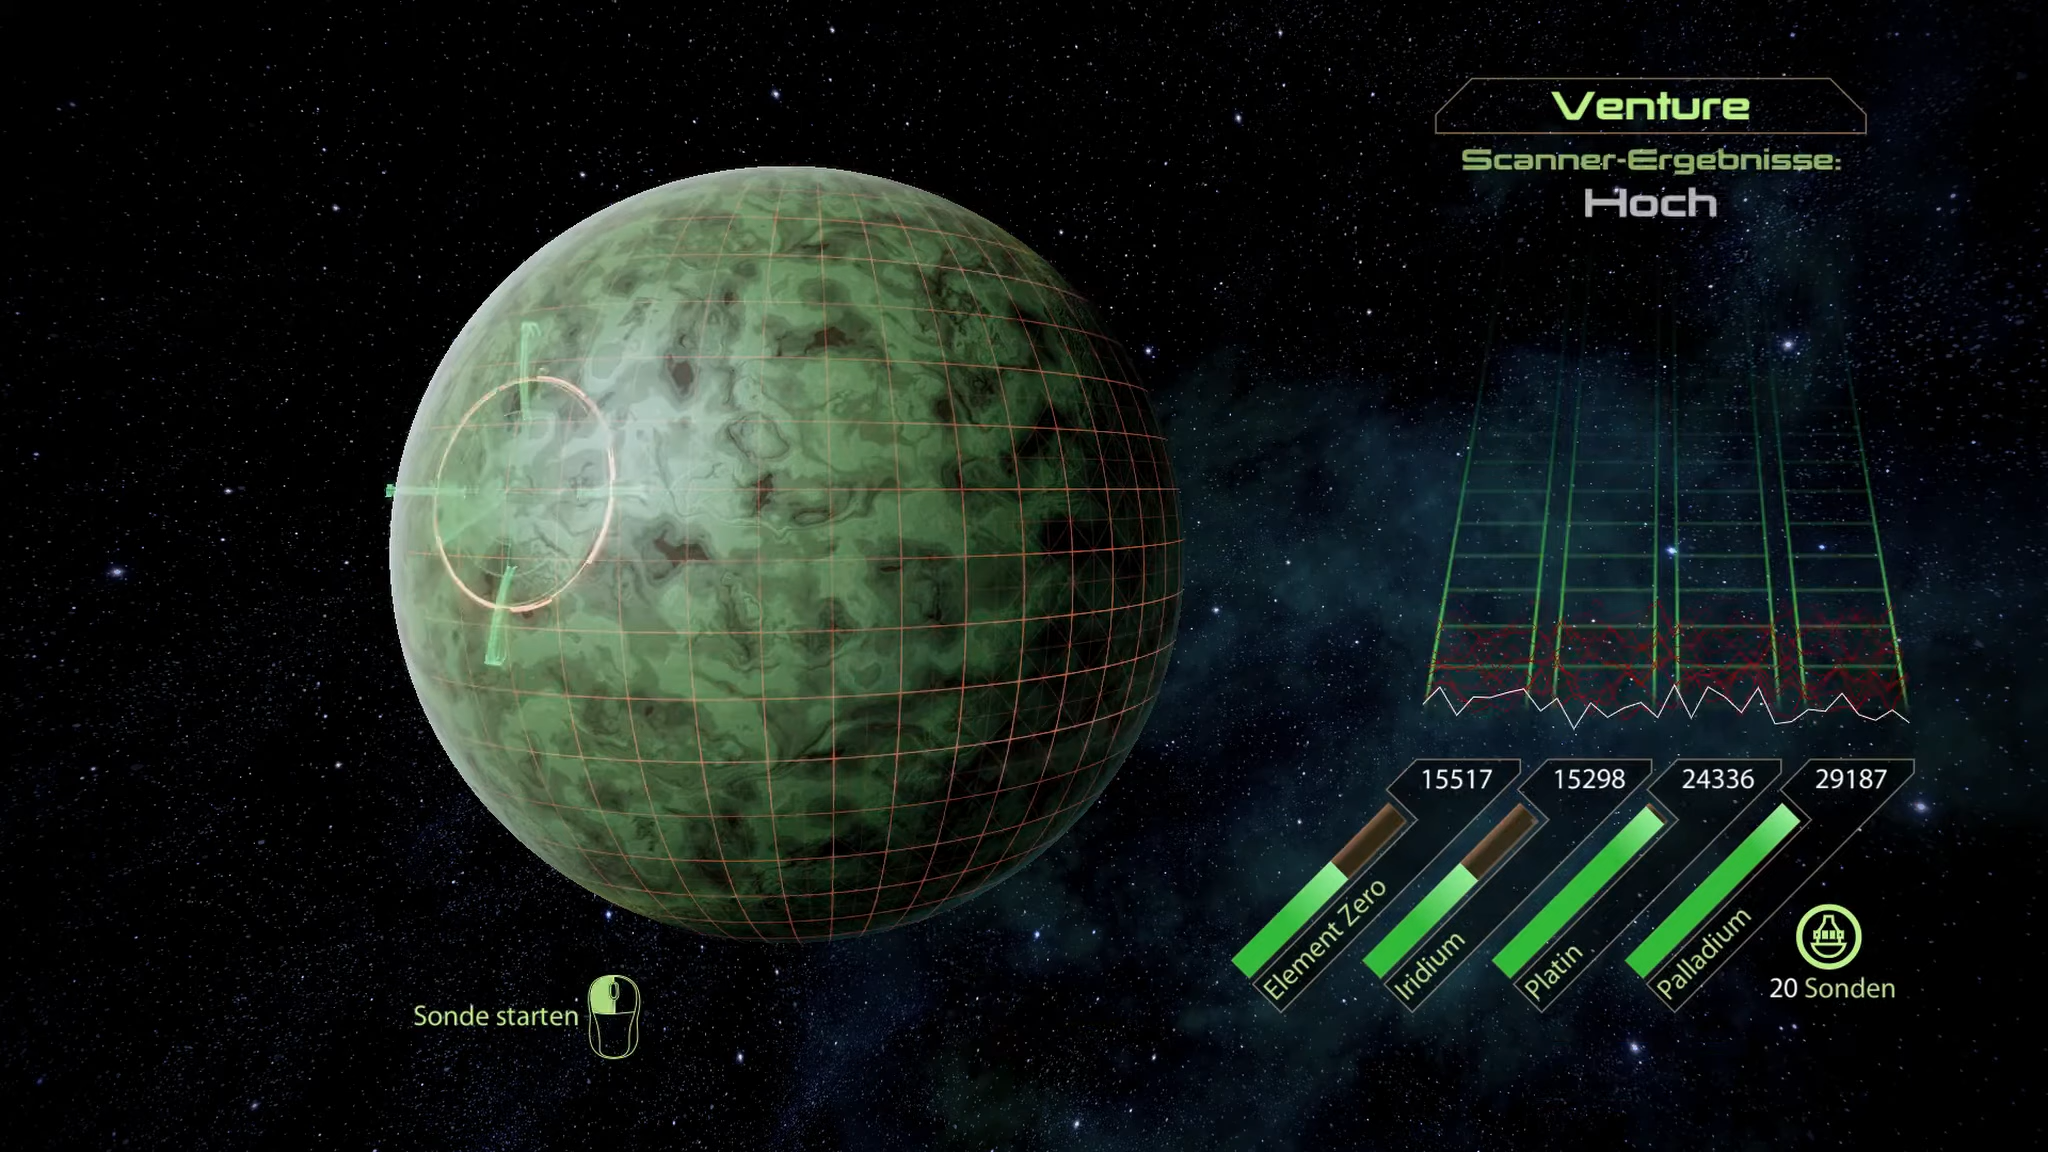 Venture
Scanner-Ergebnisse:
Hoch
15517
15298
24336
29187
Element Zero
Iridium
Platin
Palladium
20 Sonden
Sonde starten